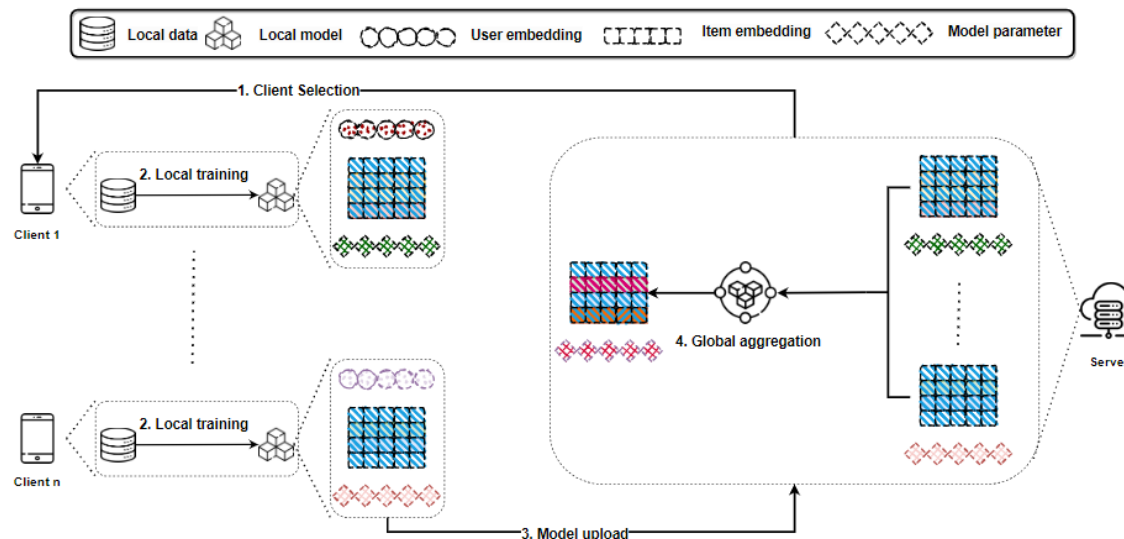 Local data
Local model
User embedding
Item embedding
Model parameter
1. Client Selection
2. Local training
Client 1
4. Global aggregation
Serve
2. Local training
Client n
3. Model upload